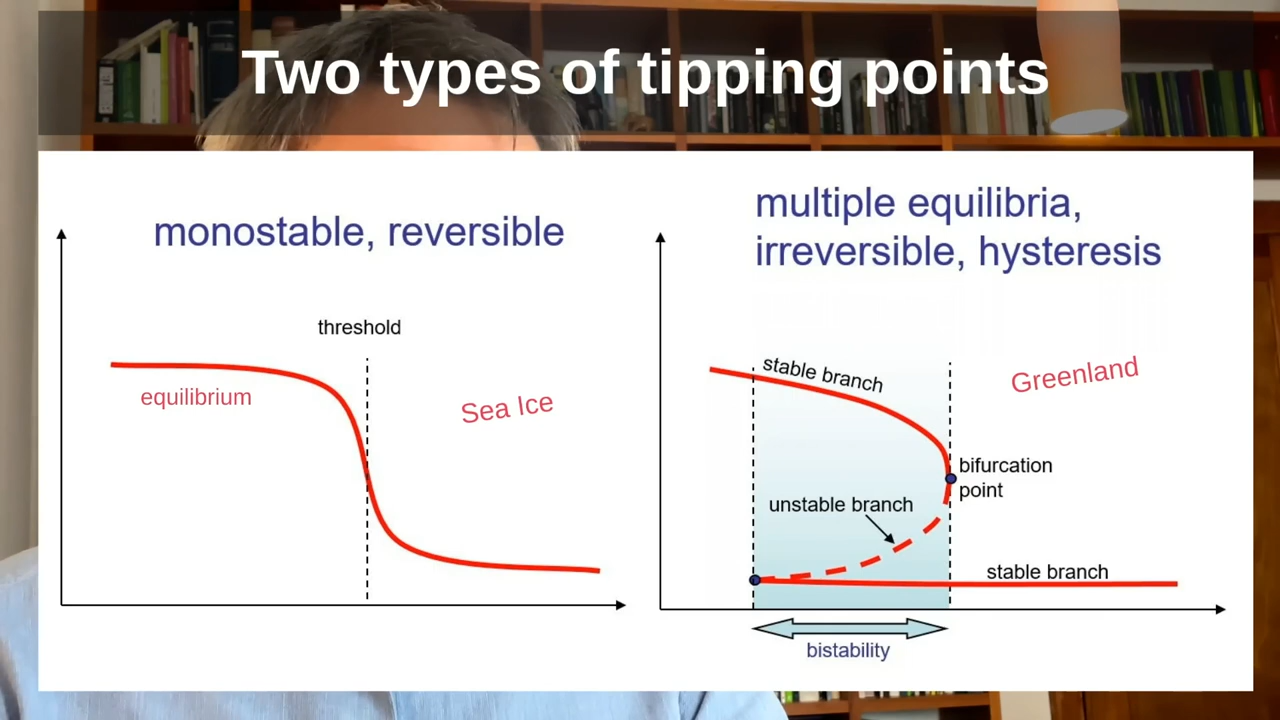 Two types of tipping points
monostable, reversible
threshold
equilibrium
Sea Ice
multiple equilibria,
irreversible, hysteresis
stable branch
Greenland
bifurcation
point
unstable branch
stable branch
bistability